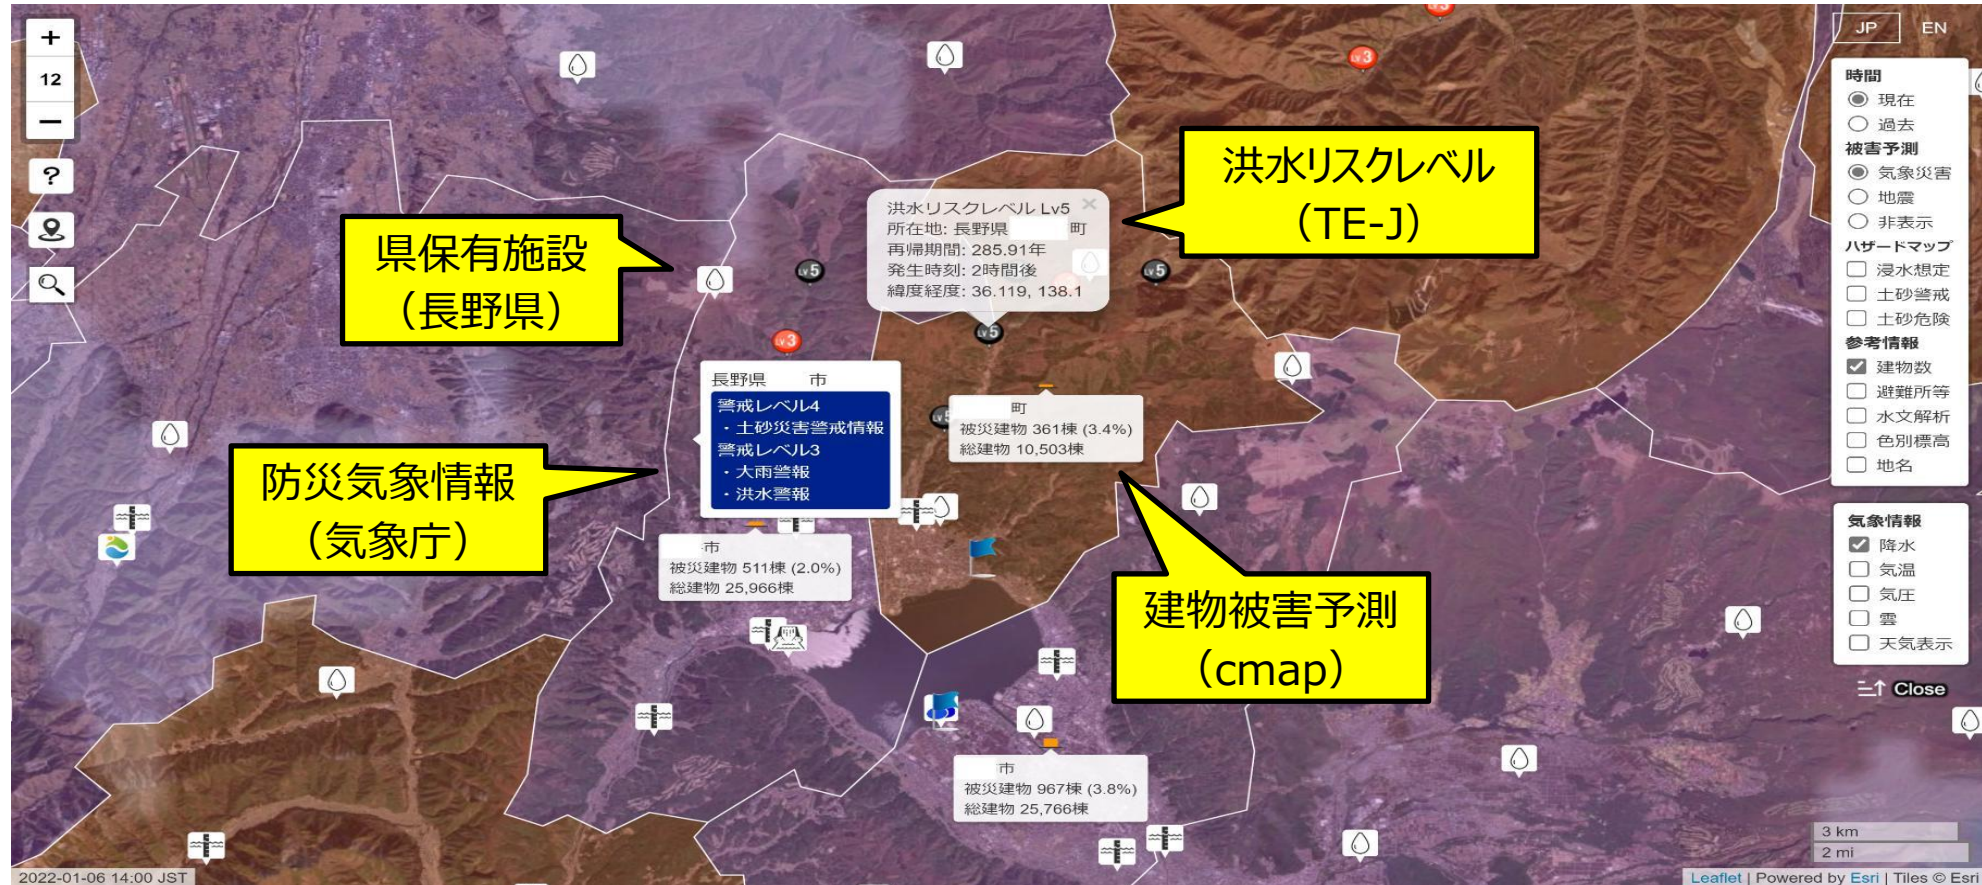 +
12
−
?
JP
EN
時間
現在
過去
被害予測
気象災害
地震
非表示
ハザードマップ
浸水想定
土砂警戒
土砂危険
参考情報
建物数
避難所等
水文解析
色別標高
地名
気象情報
降水
気温
気圧
雲
天気表示
Close
Lv3
Lv3
洪水リスクレベル
（TE-J）
洪水リスクレベル Lv5 ×
所在地: 長野県 町
再帰期間: 285.91年
発生時刻: 2時間後
緯度経度: 36.119, 138.1
県保有施設
（長野県）
Lv5
Lv5
Lv5
Lv3
長野県 市
警戒レベル4
・土砂災害警戒情報
警戒レベル3
・大雨警報
・洪水警報
Lv5
町
被災建物 361棟 (3.4%)
総建物 10,503棟
防災気象情報
（気象庁）
市
被災建物 511棟 (2.0%)
総建物 25,966棟
建物被害予測
（cmap）
市
被災建物 967棟 (3.8%)
総建物 25,766棟
3 km
2 mi
2022-01-06 14:00 JST
Leaflet | Powered by Esri | Tiles © Esri